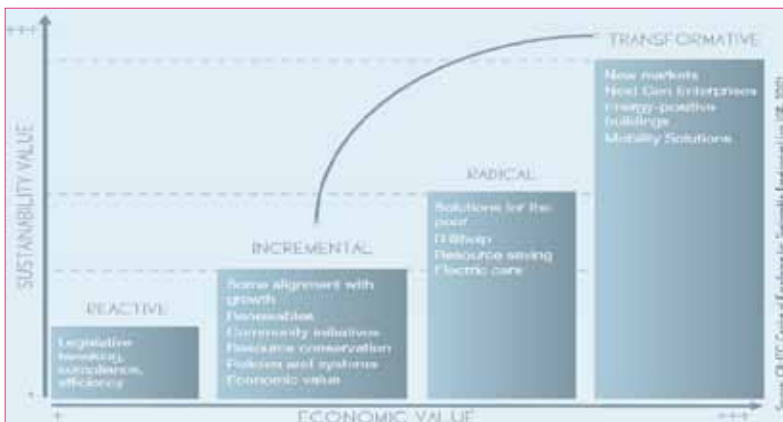 +++
SUSTAINABILITY VALUE
+
REACTIVE
Legislative
compliance,
efficiency
INCREMENTAL
Some alignment with
growth
Renewables
Community initiatives
Resource conservation
Policies and systems
Economic value
RADICAL
Solutions for the
poor
Resource saving
Electric cars
TRANSFORMATIVE
New markets
Next Gen Enterprises
Energy-positive
buildings
Mobility Solutions
+
ECONOMIC VALUE
+++